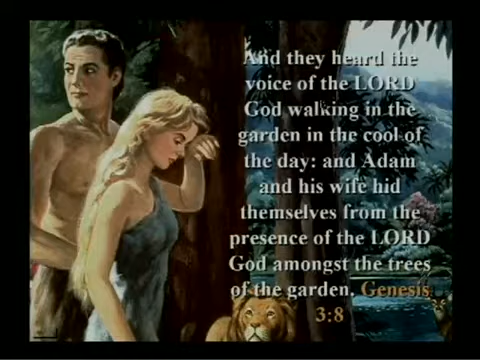 And they heard the
voice of the LORD
God walking in the
garden in the cool of
the day: and Adam
and his wife hid
themselves from the
presence of the LORD
God amongst the trees
of the garden. Genesis
3:8